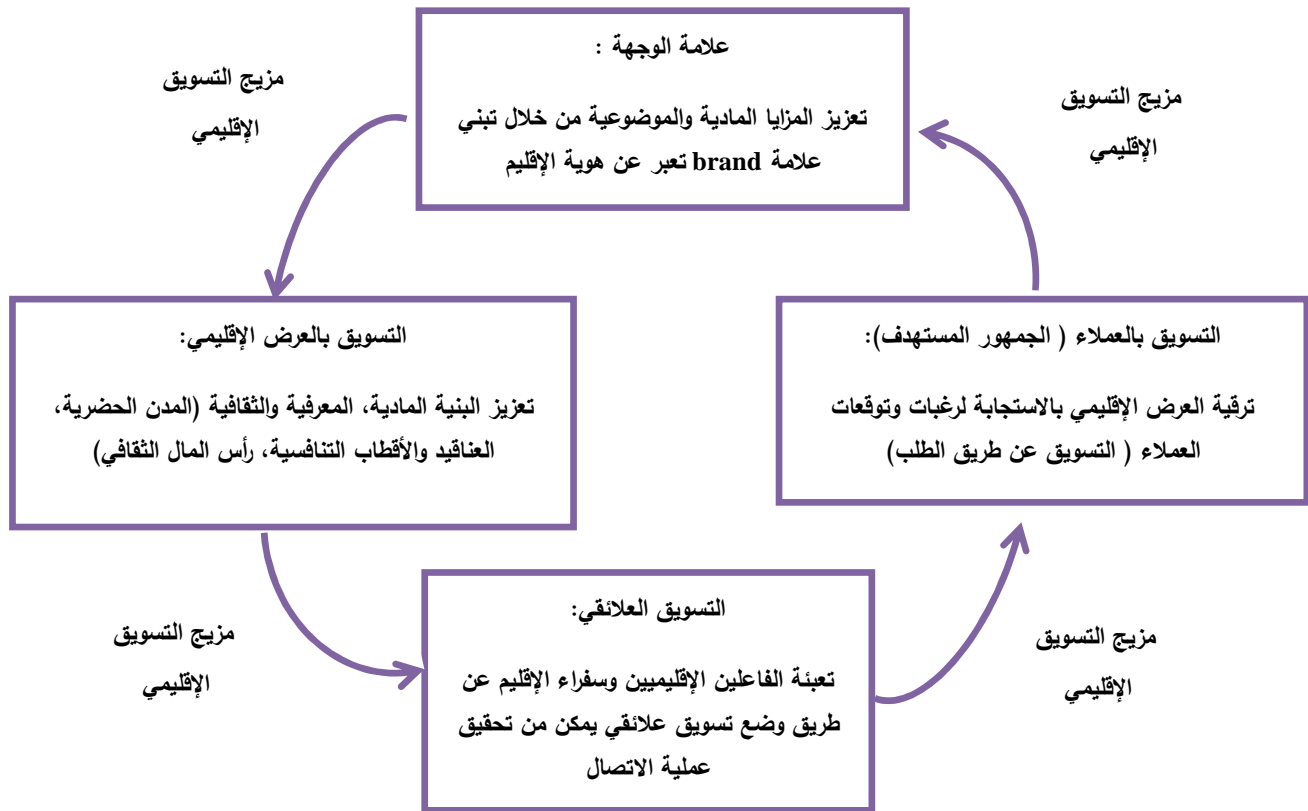 علامة الوجهة :
تعزيز المزايا المادية والموضوعية من خلال تبني
علامة brand تعبر عن هوية الإقليم
مزيج التسويق
الإقليمي
مزيج التسويق
الإقليمي
التسويق بالعملاء ( الجمهور المستهدف):
ترقية العرض الإقليمي بالاستجابة لرغبات وتوقعات
العملاء ( التسويق عن طريق الطلب)
التسويق بالعرض الإقليمي:
تعزيز البنية المادية، المعرفية والثقافية (المدن الحضرية،
العناقيد والأقطاب التنافسية، رأس المال الثقافي)
مزيج التسويق
الإقليمي
مزيج التسويق
الإقليمي
التسويق العلائقي:
تعبئة الفاعلين الإقليميين وسفراء الإقليم عن
طريق وضع تسويق علائقي يمكن من تحقيق
عملية الاتصال